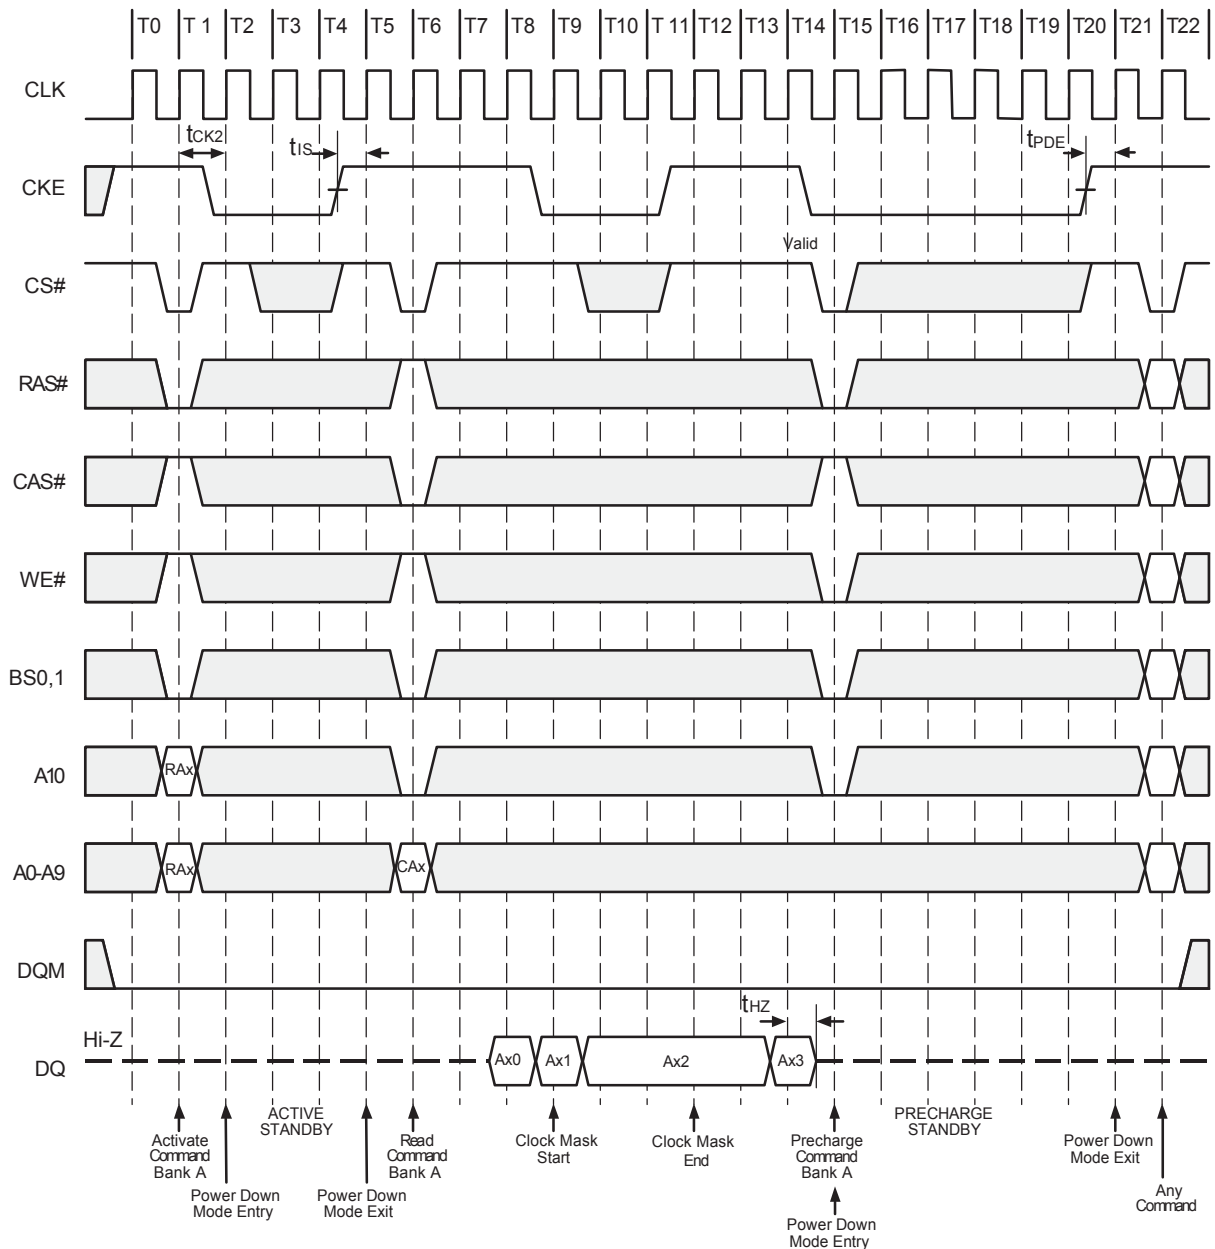 T0 T 1 T2 T3 T4 T5 T6 T7 T8 T9 T10 T 11 T12 T13 T14 T15 T16 T17 T18 T19 T20 T21 T22
CLK
tCK2
tIS
tPDE
CKE
Valid
CS#
RAS#
CAS#
WE#
BS0,1
A10
RAx
A0-A9
RAx
CAx
DQM
tHZ
Hi-Z
DQ
Ax0
Ax1
Ax2
Ax3
Activate
Command
Bank A
Power Down
Mode Entry
ACTIVE
STANDBY
Power Down
Mode Exit
Read
Command
Bank A
Clock Mask
Start
Clock Mask
End
Precharge
Command
Bank A
Power Down
Mode Entry
PRECHARGE
STANDBY
Power Down
Mode Exit
Any
Command